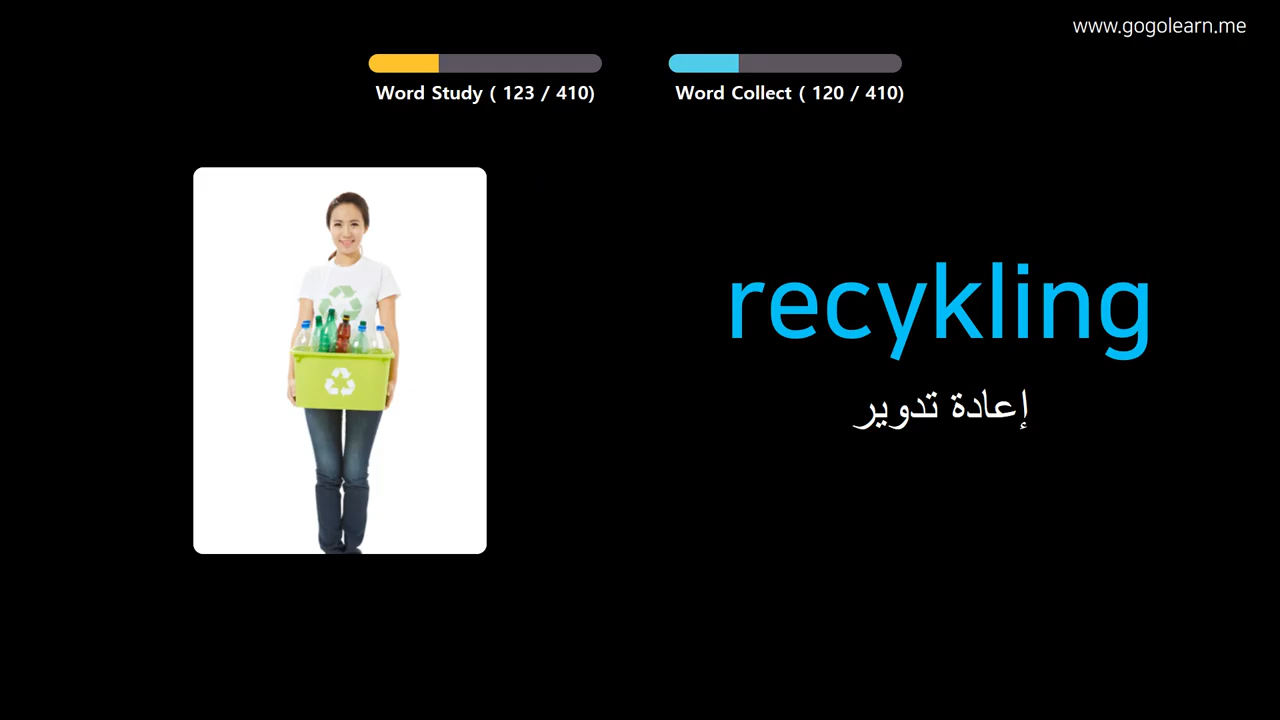 www.gogolearn.me
Word Study ( 123 / 410)
Word Collect ( 120 / 410)
recykling
إعادة تدوير